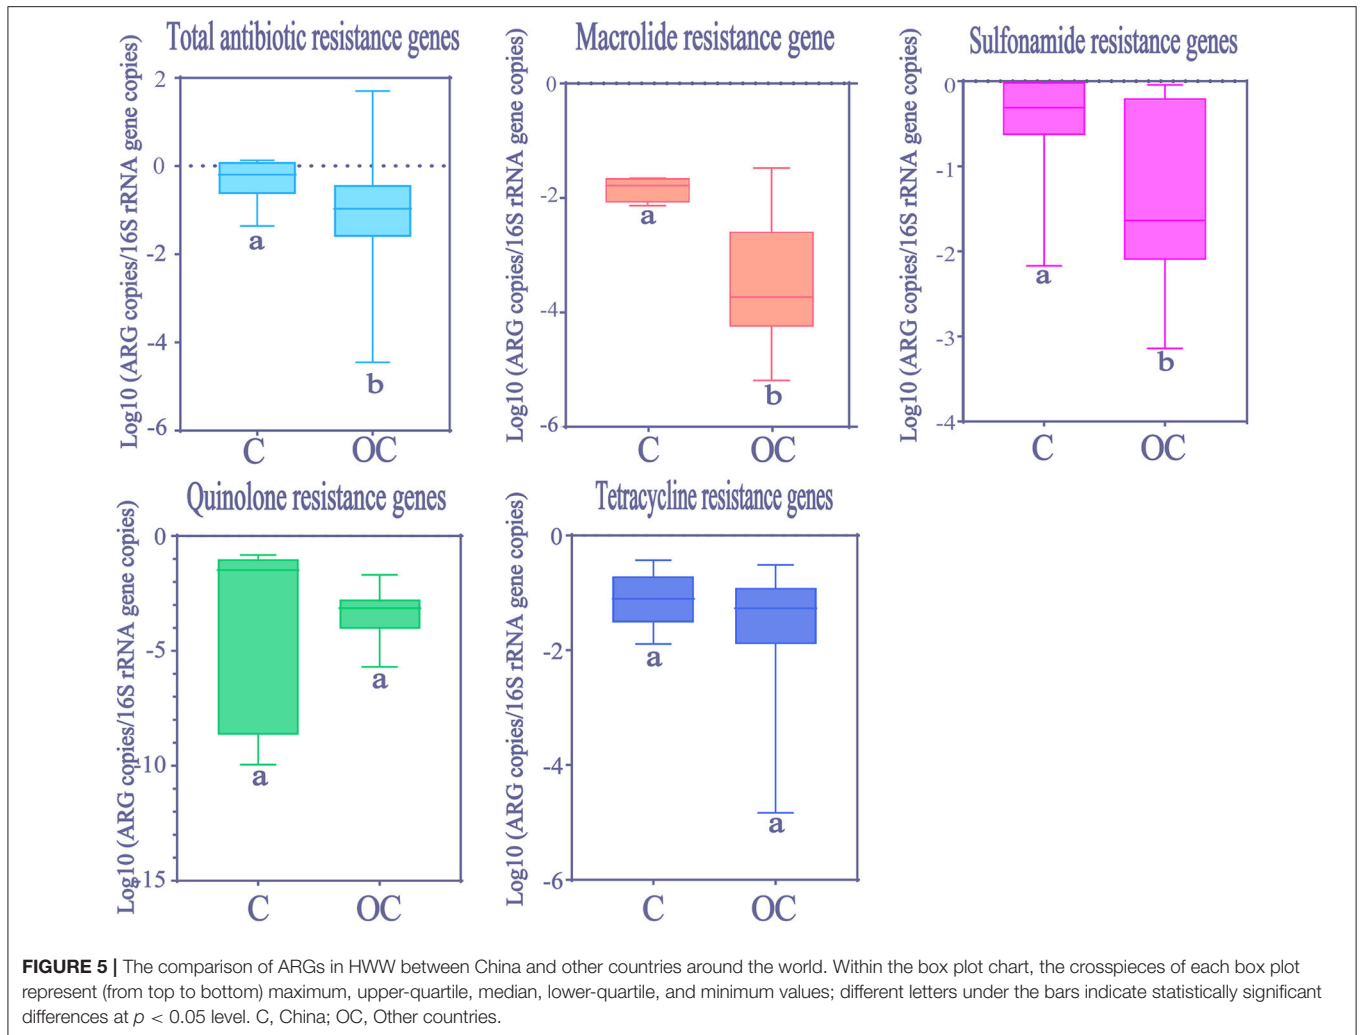 Total antibiotic resistance genes
Log10 (ARG copies/16S rRNA gene copies)
2
0
-2
-4
-6
a
b
C
OC
Macrolide resistance gene
Log10 (ARG copies/16S rRNA gene copies)
0
-2
-4
-6
a
b
C
OC
Sulfonamide resistance genes
Log10 (ARG copies/16S rRNA gene copies)
0
-1
-2
-3
-4
a
b
C
OC
Quinolone resistance genes
Log10 (ARG copies/16S rRNA gene copies)
0
-5
-10
-15
a
a
C
OC
Tetracycline resistance genes
Log10 (ARG copies/16S rRNA gene copies)
0
-2
-4
-6
a
a
C
OC
FIGURE 5 | The comparison of ARGs in HWW between China and other countries around the world. Within the box plot chart, the crosspieces of each box plot
represent (from top to bottom) maximum, upper-quartile, median, lower-quartile, and minimum values; different letters under the bars indicate statistically significant
differences at p < 0.05 level. C, China; OC, Other countries.